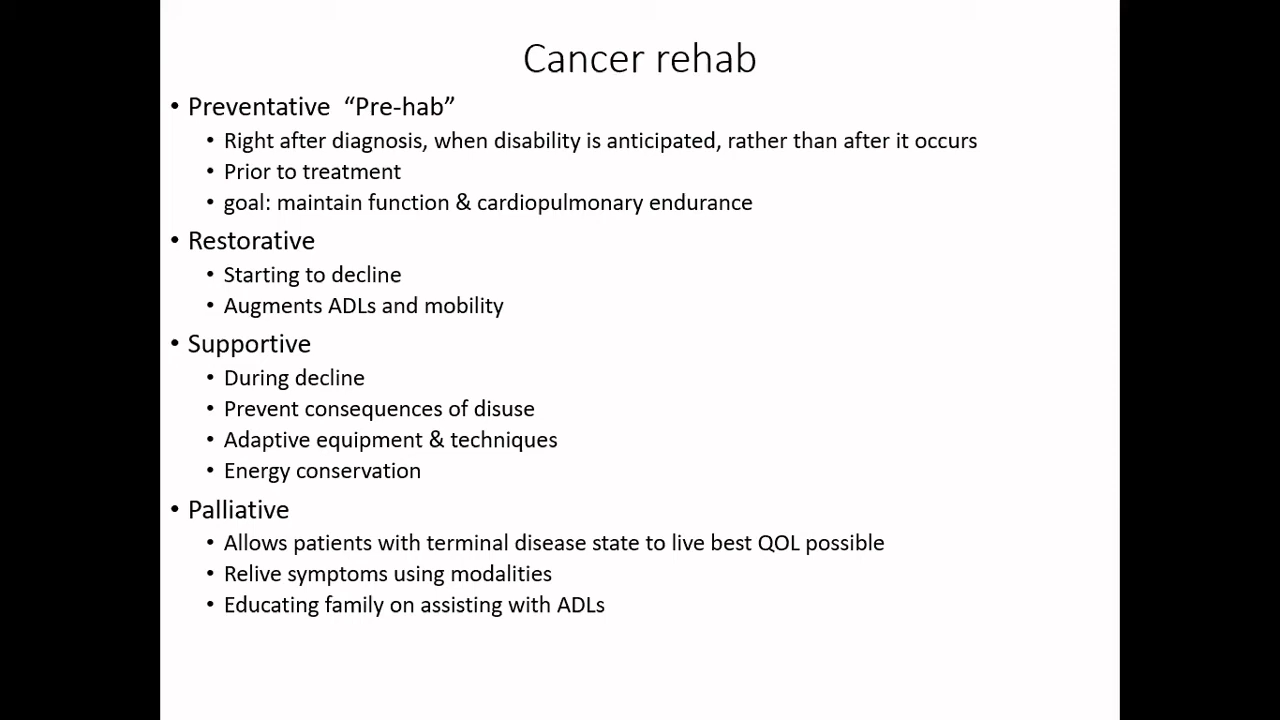 Cancer rehab
• Preventative “Pre-hab”
• Right after diagnosis, when disability is anticipated, rather than after it occurs
• Prior to treatment
• goal: maintain function & cardiopulmonary endurance
• Restorative
• Starting to decline
• Augments ADLs and mobility
• Supportive
• During decline
• Prevent consequences of disuse
• Adaptive equipment & techniques
• Energy conservation
• Palliative
• Allows patients with terminal disease state to live best QOL possible
• Relive symptoms using modalities
• Educating family on assisting with ADLs